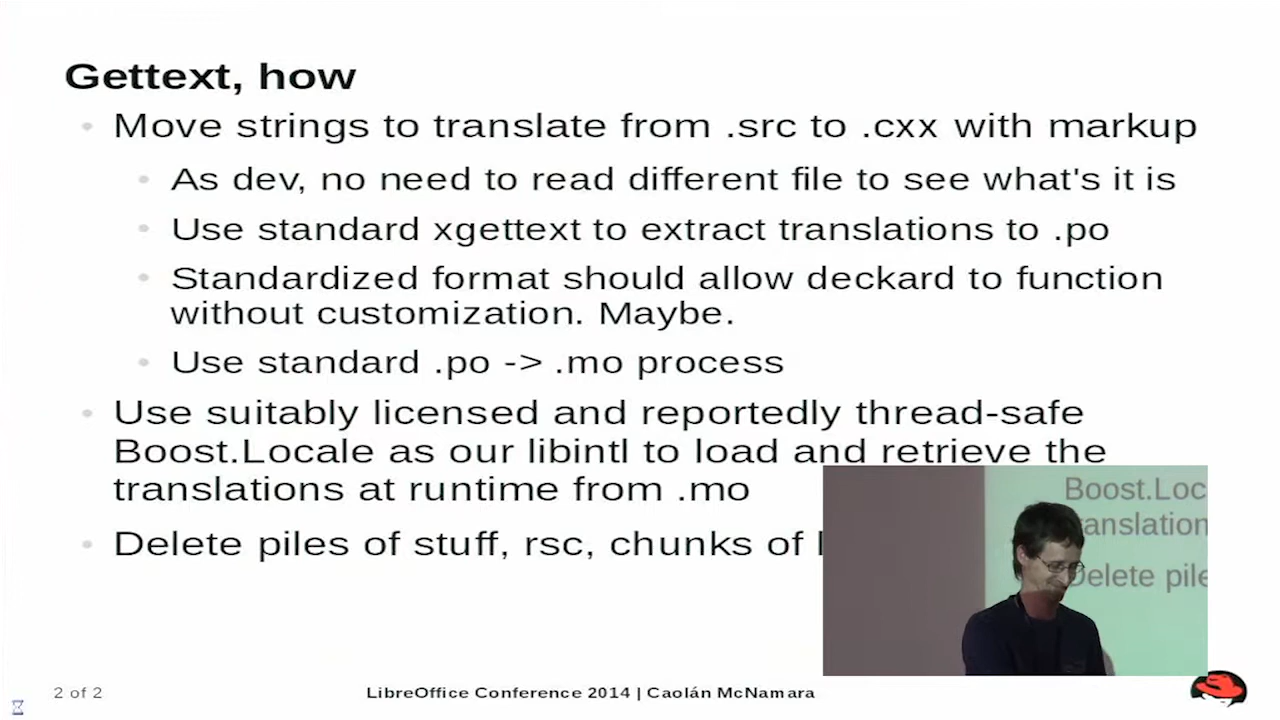 Gettext, how
Move strings to translate from .src to .cxx with markup
As dev, no need to read different file to see what's it is
Use standard xgettext to extract translations to .po
Standardized format should allow deckard to function
without customization. Maybe.
Use standard .po -> .mo process
Use suitably licensed and reportedly thread-safe
Boost.Locale as our libintl to load and retrieve the
translations at runtime from .mo
Delete piles of stuff, rsc, chunks of
Boost.Loc
translation
Delete pile
2 of 2
LibreOffice Conference 2014 | Caolán McNamara